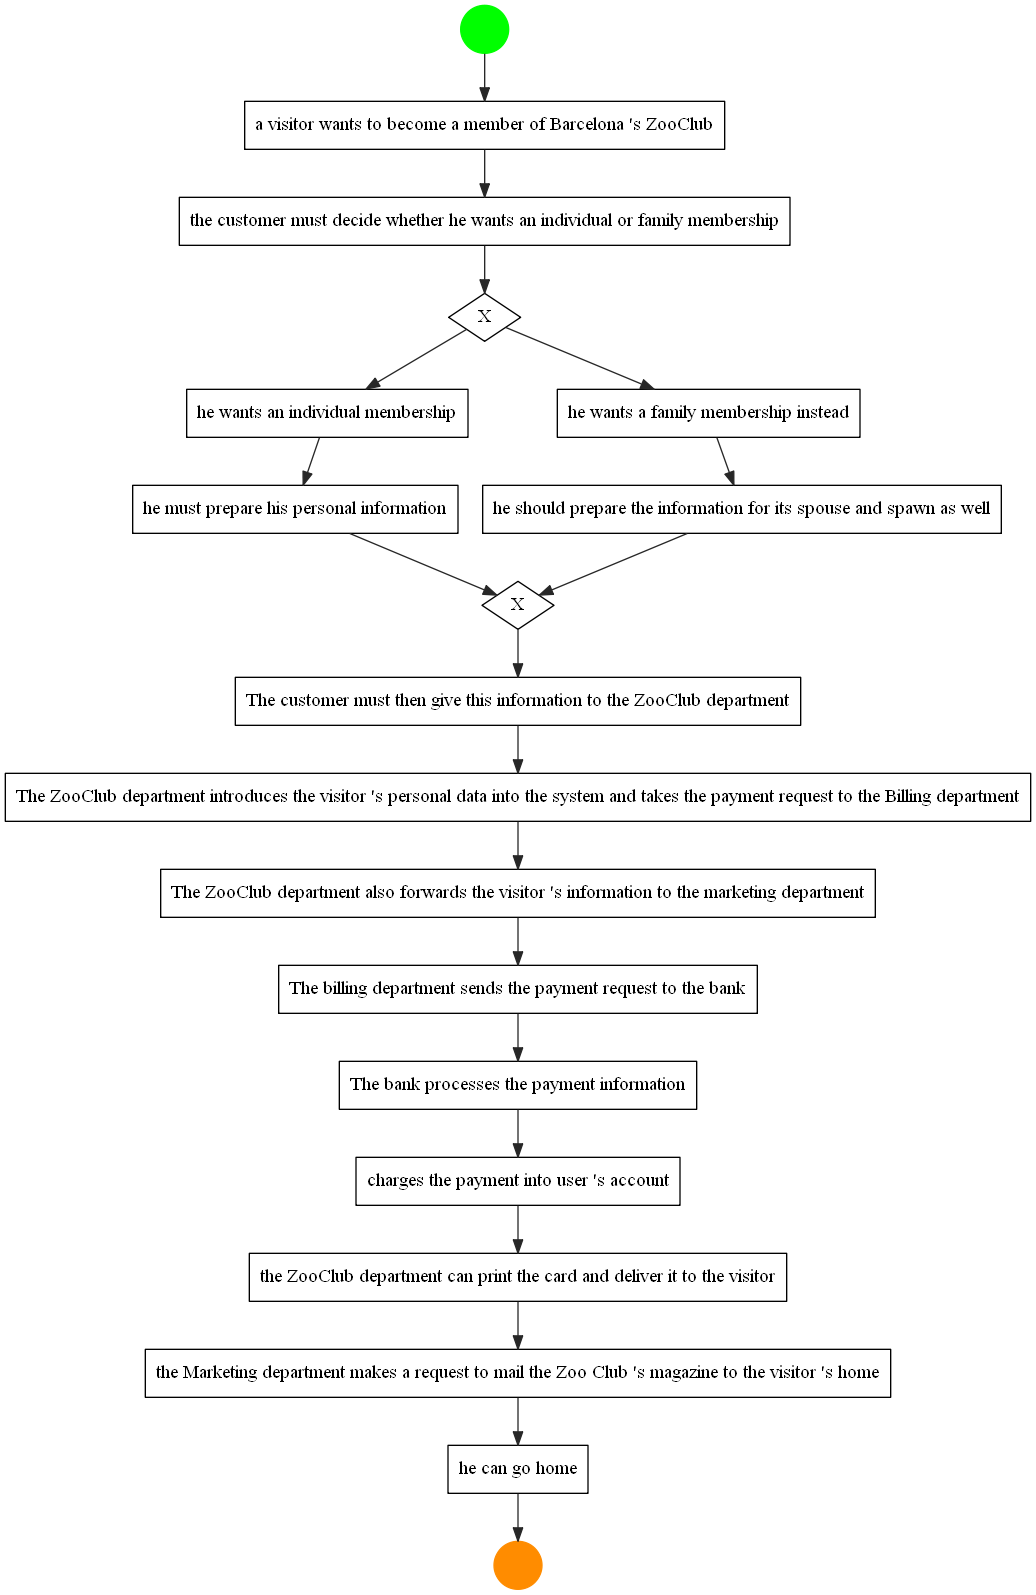 a visitor wants to become a member of Barcelona 's ZooClub
the customer must decide whether he wants an individual or family membership
X
he wants an individual membership
he wants a family membership instead
he must prepare his personal information
he should prepare the information for its spouse and spawn as well
X
The customer must then give this information to the ZooClub department
The ZooClub department introduces the visitor 's personal data into the system and takes the payment request to the Billing department
The ZooClub department also forwards the visitor 's information to the marketing department
The billing department sends the payment request to the bank
The bank processes the payment information
charges the payment into user 's account
the ZooClub department can print the card and deliver it to the visitor
the Marketing department makes a request to mail the Zoo Club 's magazine to the visitor 's home
he can go home